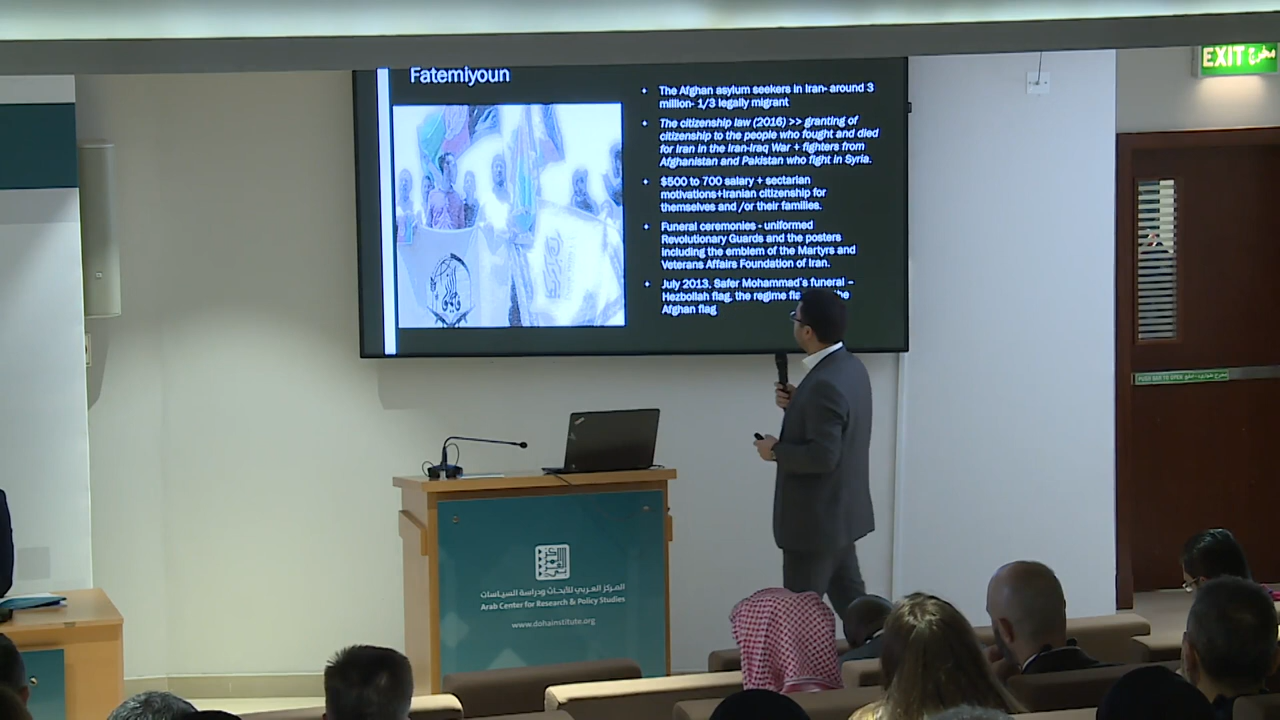 Fatemiyoun
The Afghan asylum seekers in Iran- around 3
million- 1/3 legally migrant
The citizenship law (2016) >> granting of
citizenship to the people who fought and died
for Iran in the Iran-Iraq War + fighters from
Afghanistan and Pakistan who fight in Syria.
$500 to 700 salary + sectarian
motivations+Iranian citizenship for
themselves and /or their families.
Funeral ceremonies - uniformed
Revolutionary Guards and the posters
including the emblem of the Martyrs and
Veterans Affairs Foundation of Iran.
July 2013, Safer Mohammad's funeral –
Hezbollah flag, the regime
Afghan flag
EXIT مخرج
PUSH BAR TO OPEN
المركز العربي للأبحاث ودراسة السياسات
Arab Center for Research & Policy Studies
www.dohainstitute.org